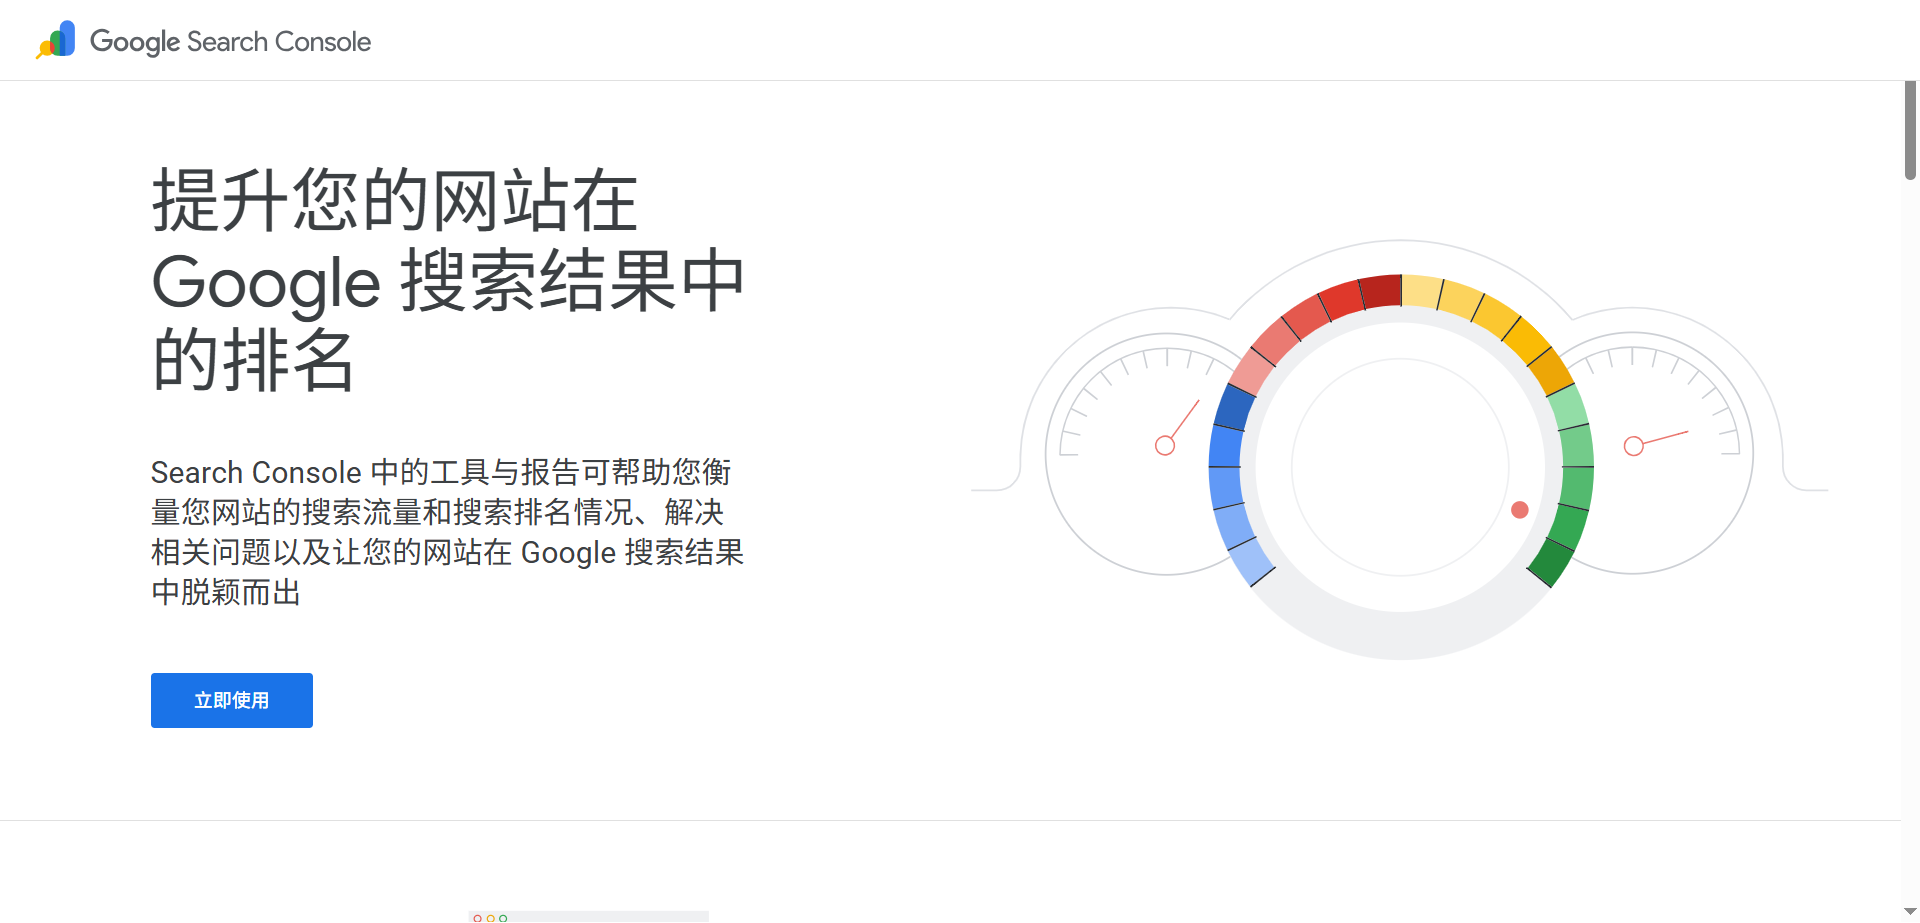 Google Search Console
提升您的网站在
Google 搜索结果中
的排名
Search Console 中的工具与报告可帮助您衡
量您网站的搜索流量和搜索排名情况、解决
相关问题以及让您的网站在 Google 搜索结果
中脱颖而出
立即使用